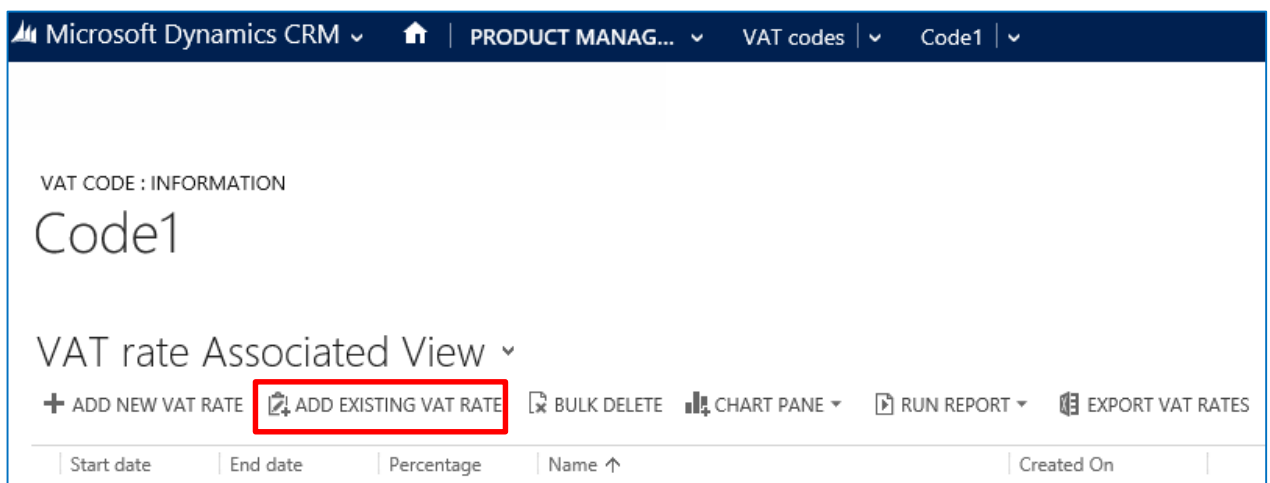 Microsoft Dynamics CRM PRODUCT MANAG... VAT codes Code1
VAT CODE : INFORMATION
Code1
VAT rate Associated View
ADD NEW VAT RATE ADD EXISTING VAT RATE BULK DELETE CHART PANE RUN REPORT EXPORT VAT RATES
Start date End date Percentage Name ↑ Created On